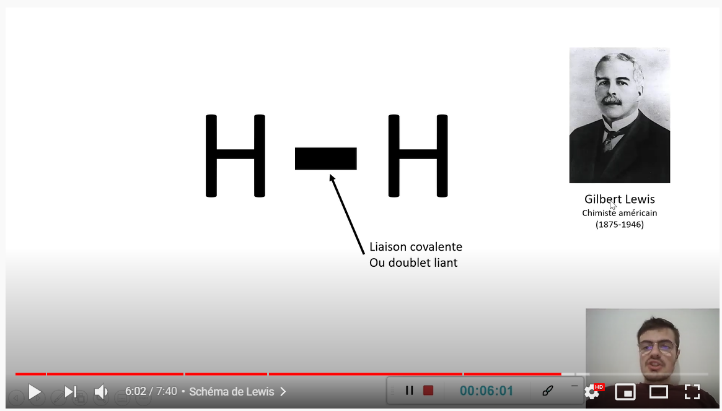 H - H
Gilbert Lewis
Chimiste américain
(1875-1946)
Liaison covalente
Ou doublet liant
6:02 / 7:40 • Schéma de Lewis >
00:06:01
HD